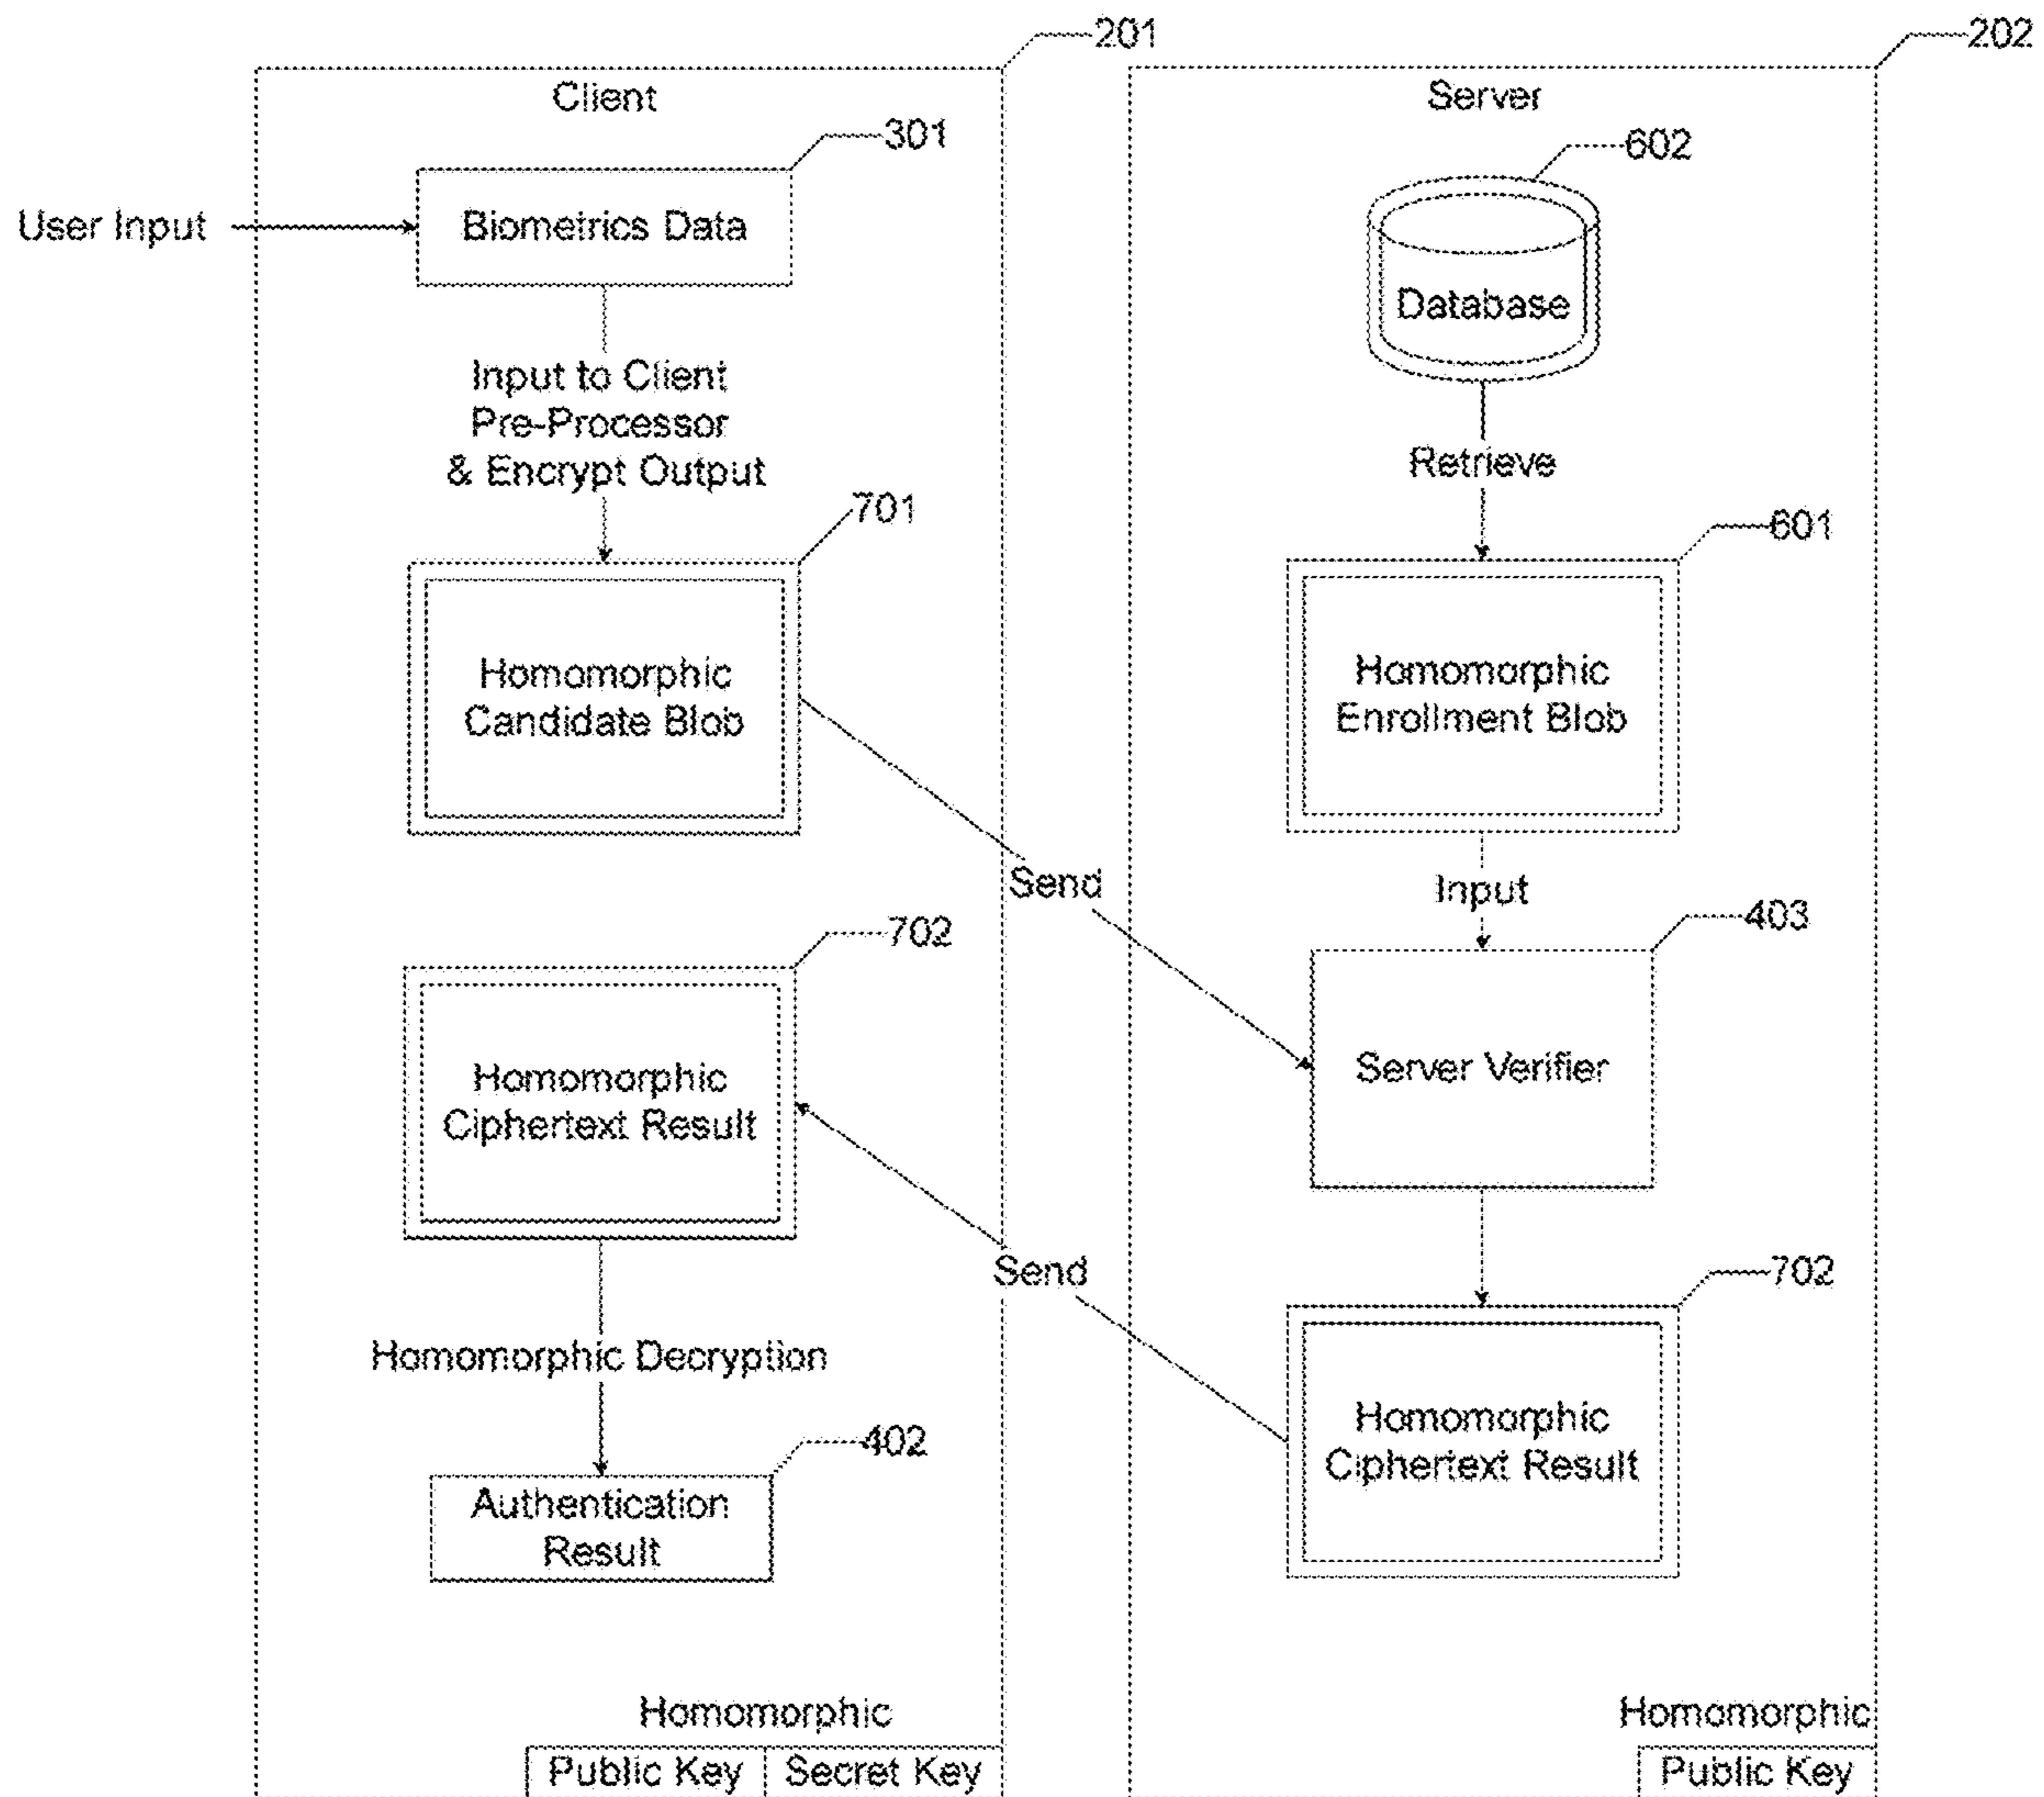 201
202
Client
Server
301
602
User Input
Biometrics Data
Database
Input to Client
Pre-Processor
& Encrypt Output
Retrieve
701
601
Homomorphic
Candidate Blob
Homomorphic
Enrollment Blob
Send
Input
702
403
Homomorphic
Ciphertext Result
Server Verifier
Send
702
Homomorphic Decryption
402
Homomorphic
Ciphertext Result
Authentication
Result
Homomorphic
Public Key
Secret Key
Homomorphic
Public Key